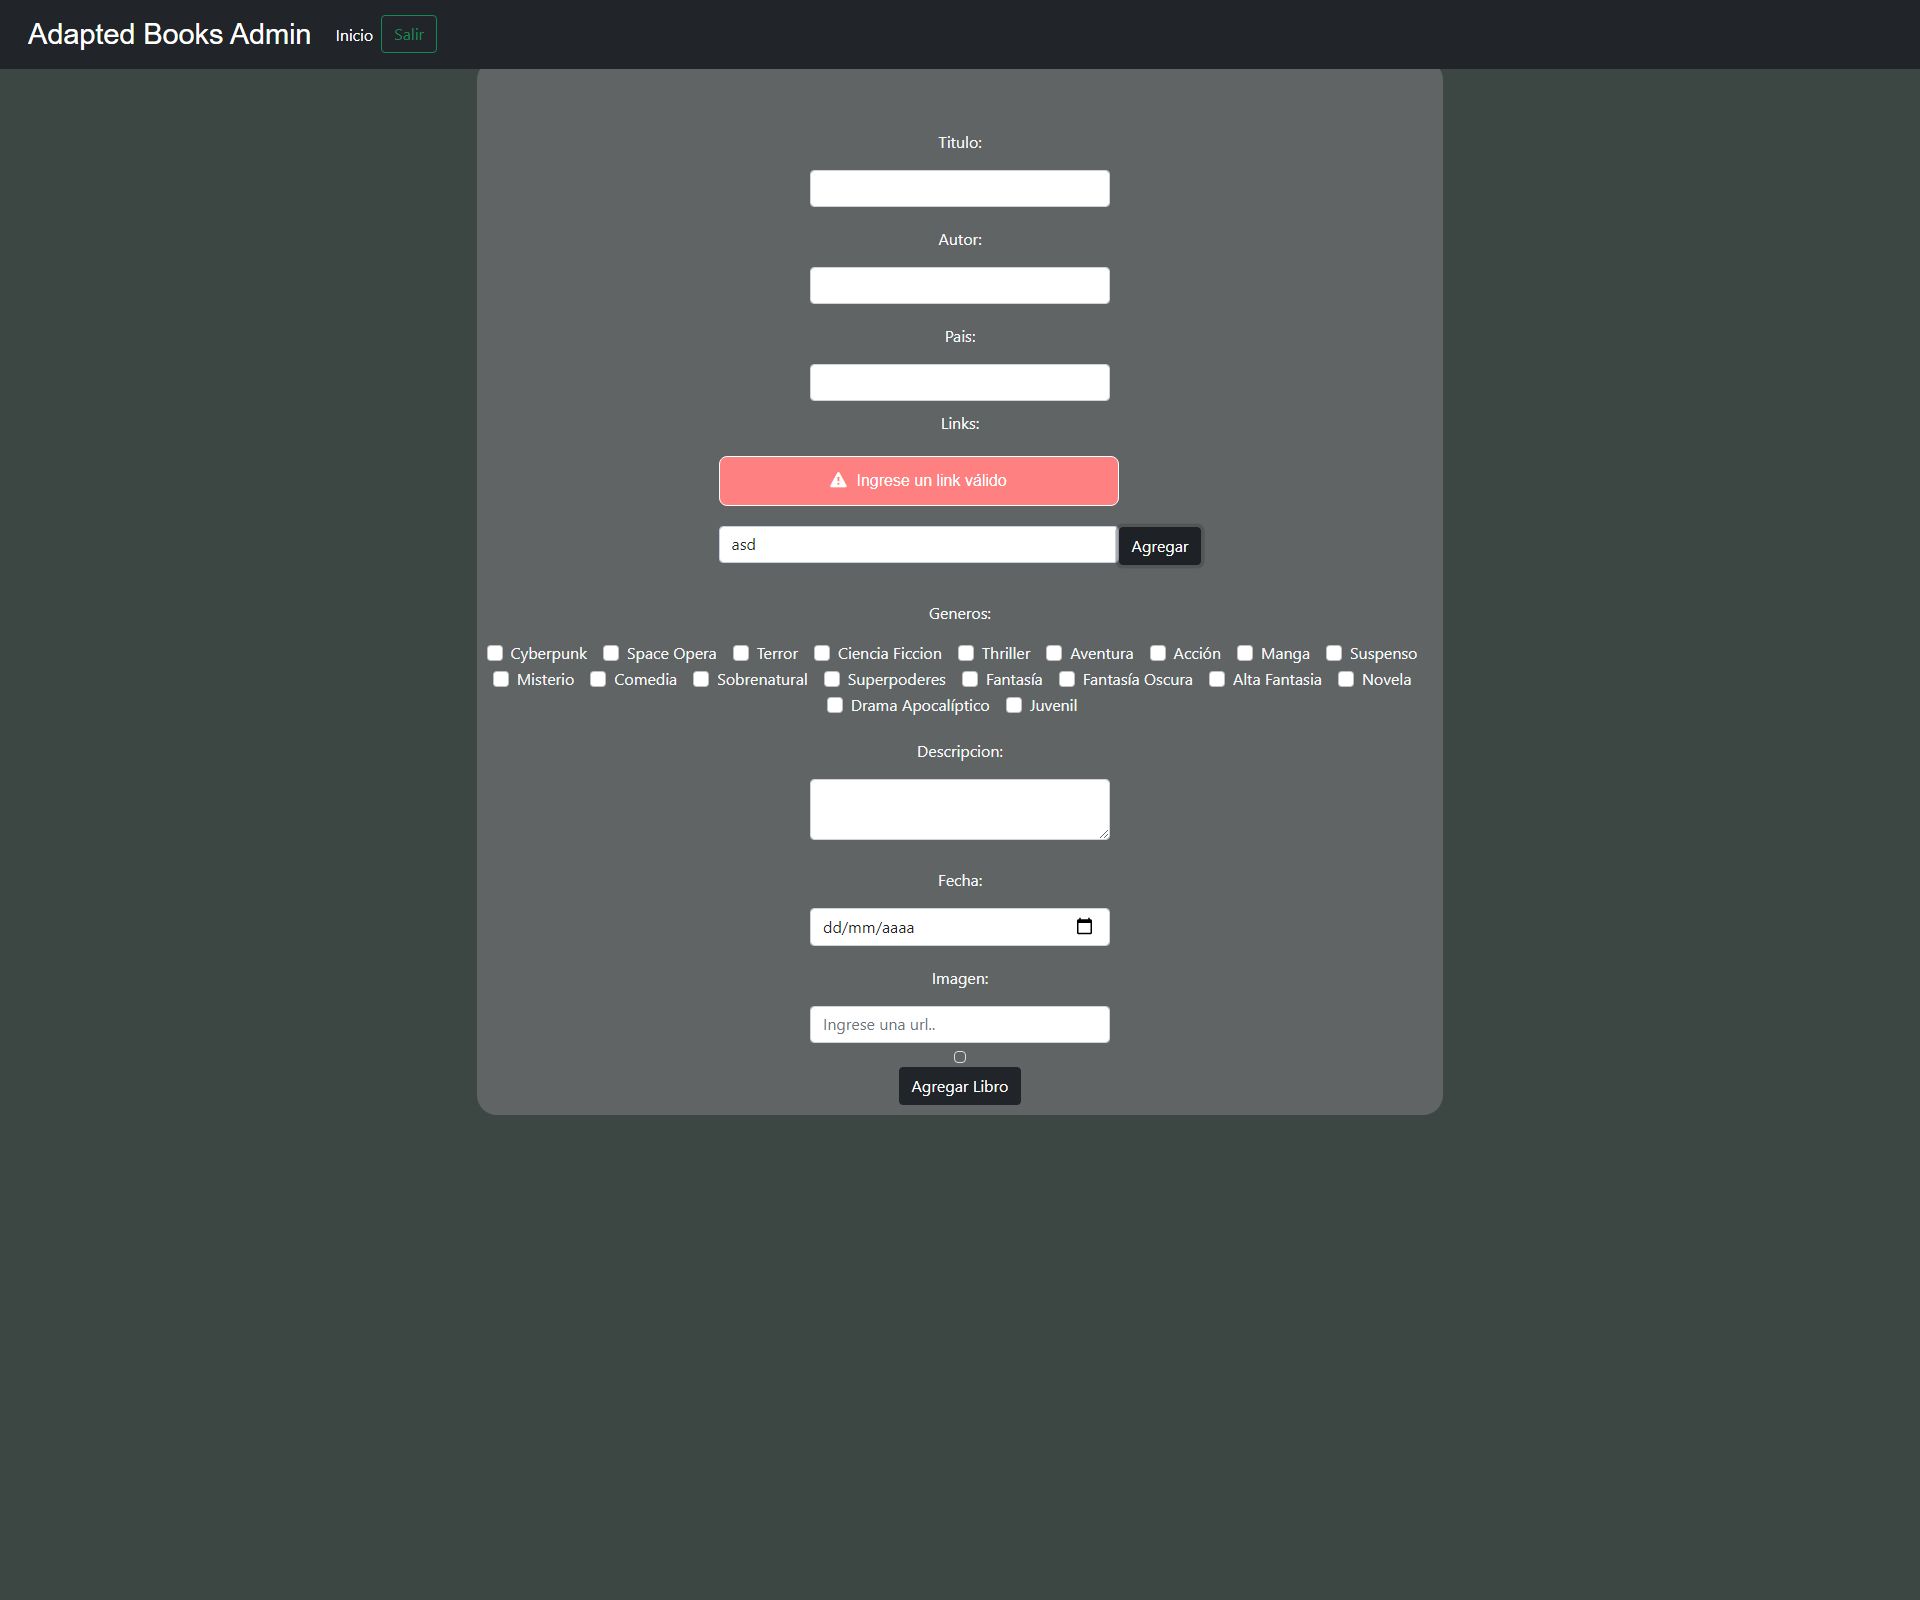 Adapted Books Admin Inicio Salir
Titulo:
Autor:
Pais:
Links:
Ingrese un link válido
asd Agregar
Generos:
Cyberpunk Space Opera Terror Ciencia Ficcion Thriller Aventura Acción Manga Suspenso
Misterio Comedia Sobrenatural Superpoderes Fantasía Fantasía Oscura Alta Fantasia Novela
Drama Apocalíptico Juvenil
Descripcion:
Fecha:
dd/mm/aaaa
Imagen:
Ingrese una url..
Agregar Libro